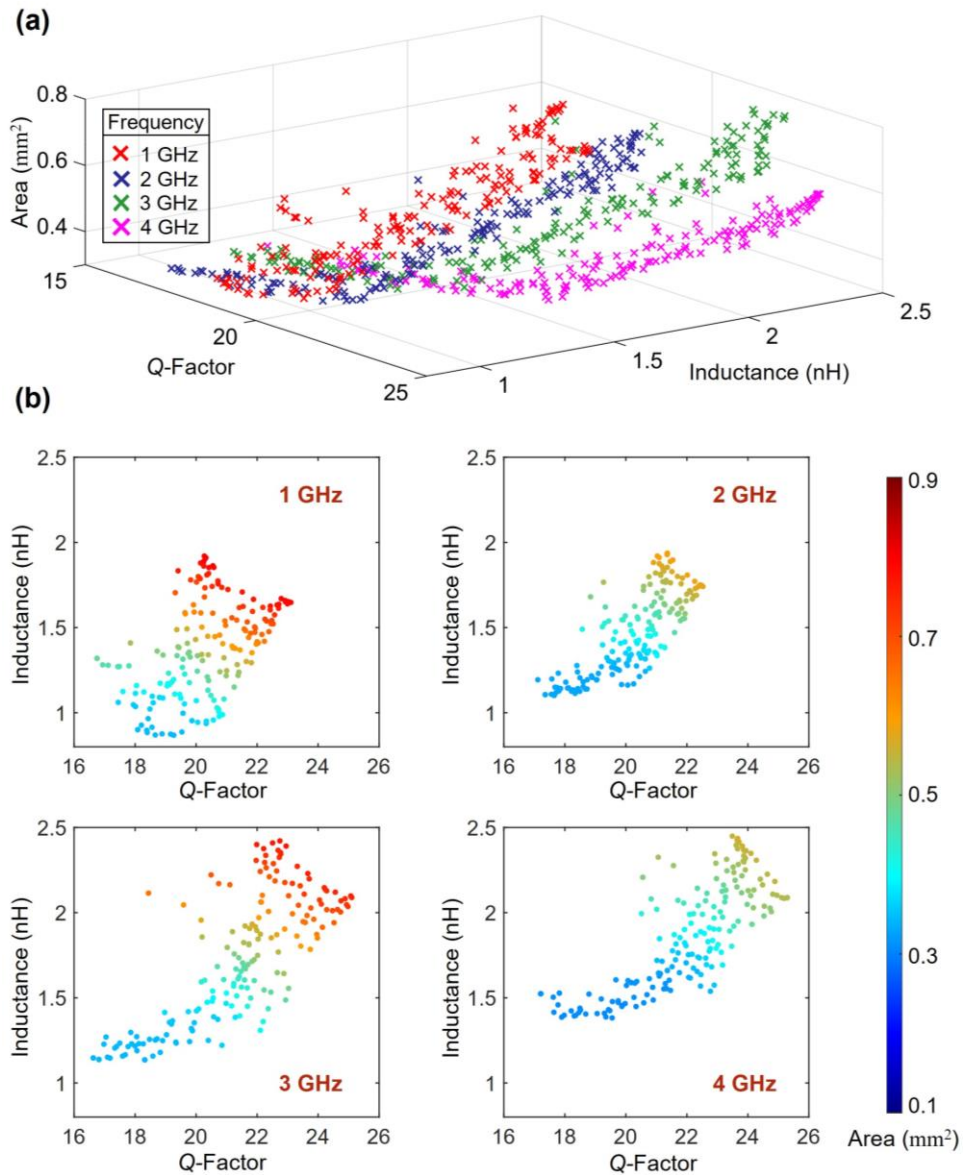 (a)
Area (mm²)
0.8
0.6
0.4
15
20
25
Q-Factor
Frequency
1 GHz
2 GHz
3 GHz
4 GHz
1
1.5
2
2.5
Inductance (nH)
(b)
Inductance (nH)
2.5
2
1.5
1
1 GHz
16 18 20 22 24 26
Q-Factor
Inductance (nH)
2.5
2
1.5
1
2 GHz
16 18 20 22 24 26
Q-Factor
Inductance (nH)
2.5
2
1.5
1
3 GHz
16 18 20 22 24 26
Q-Factor
Inductance (nH)
2.5
2
1.5
1
4 GHz
16 18 20 22 24 26
Q-Factor
0.9
0.7
0.5
0.3
0.1
Area (mm²)